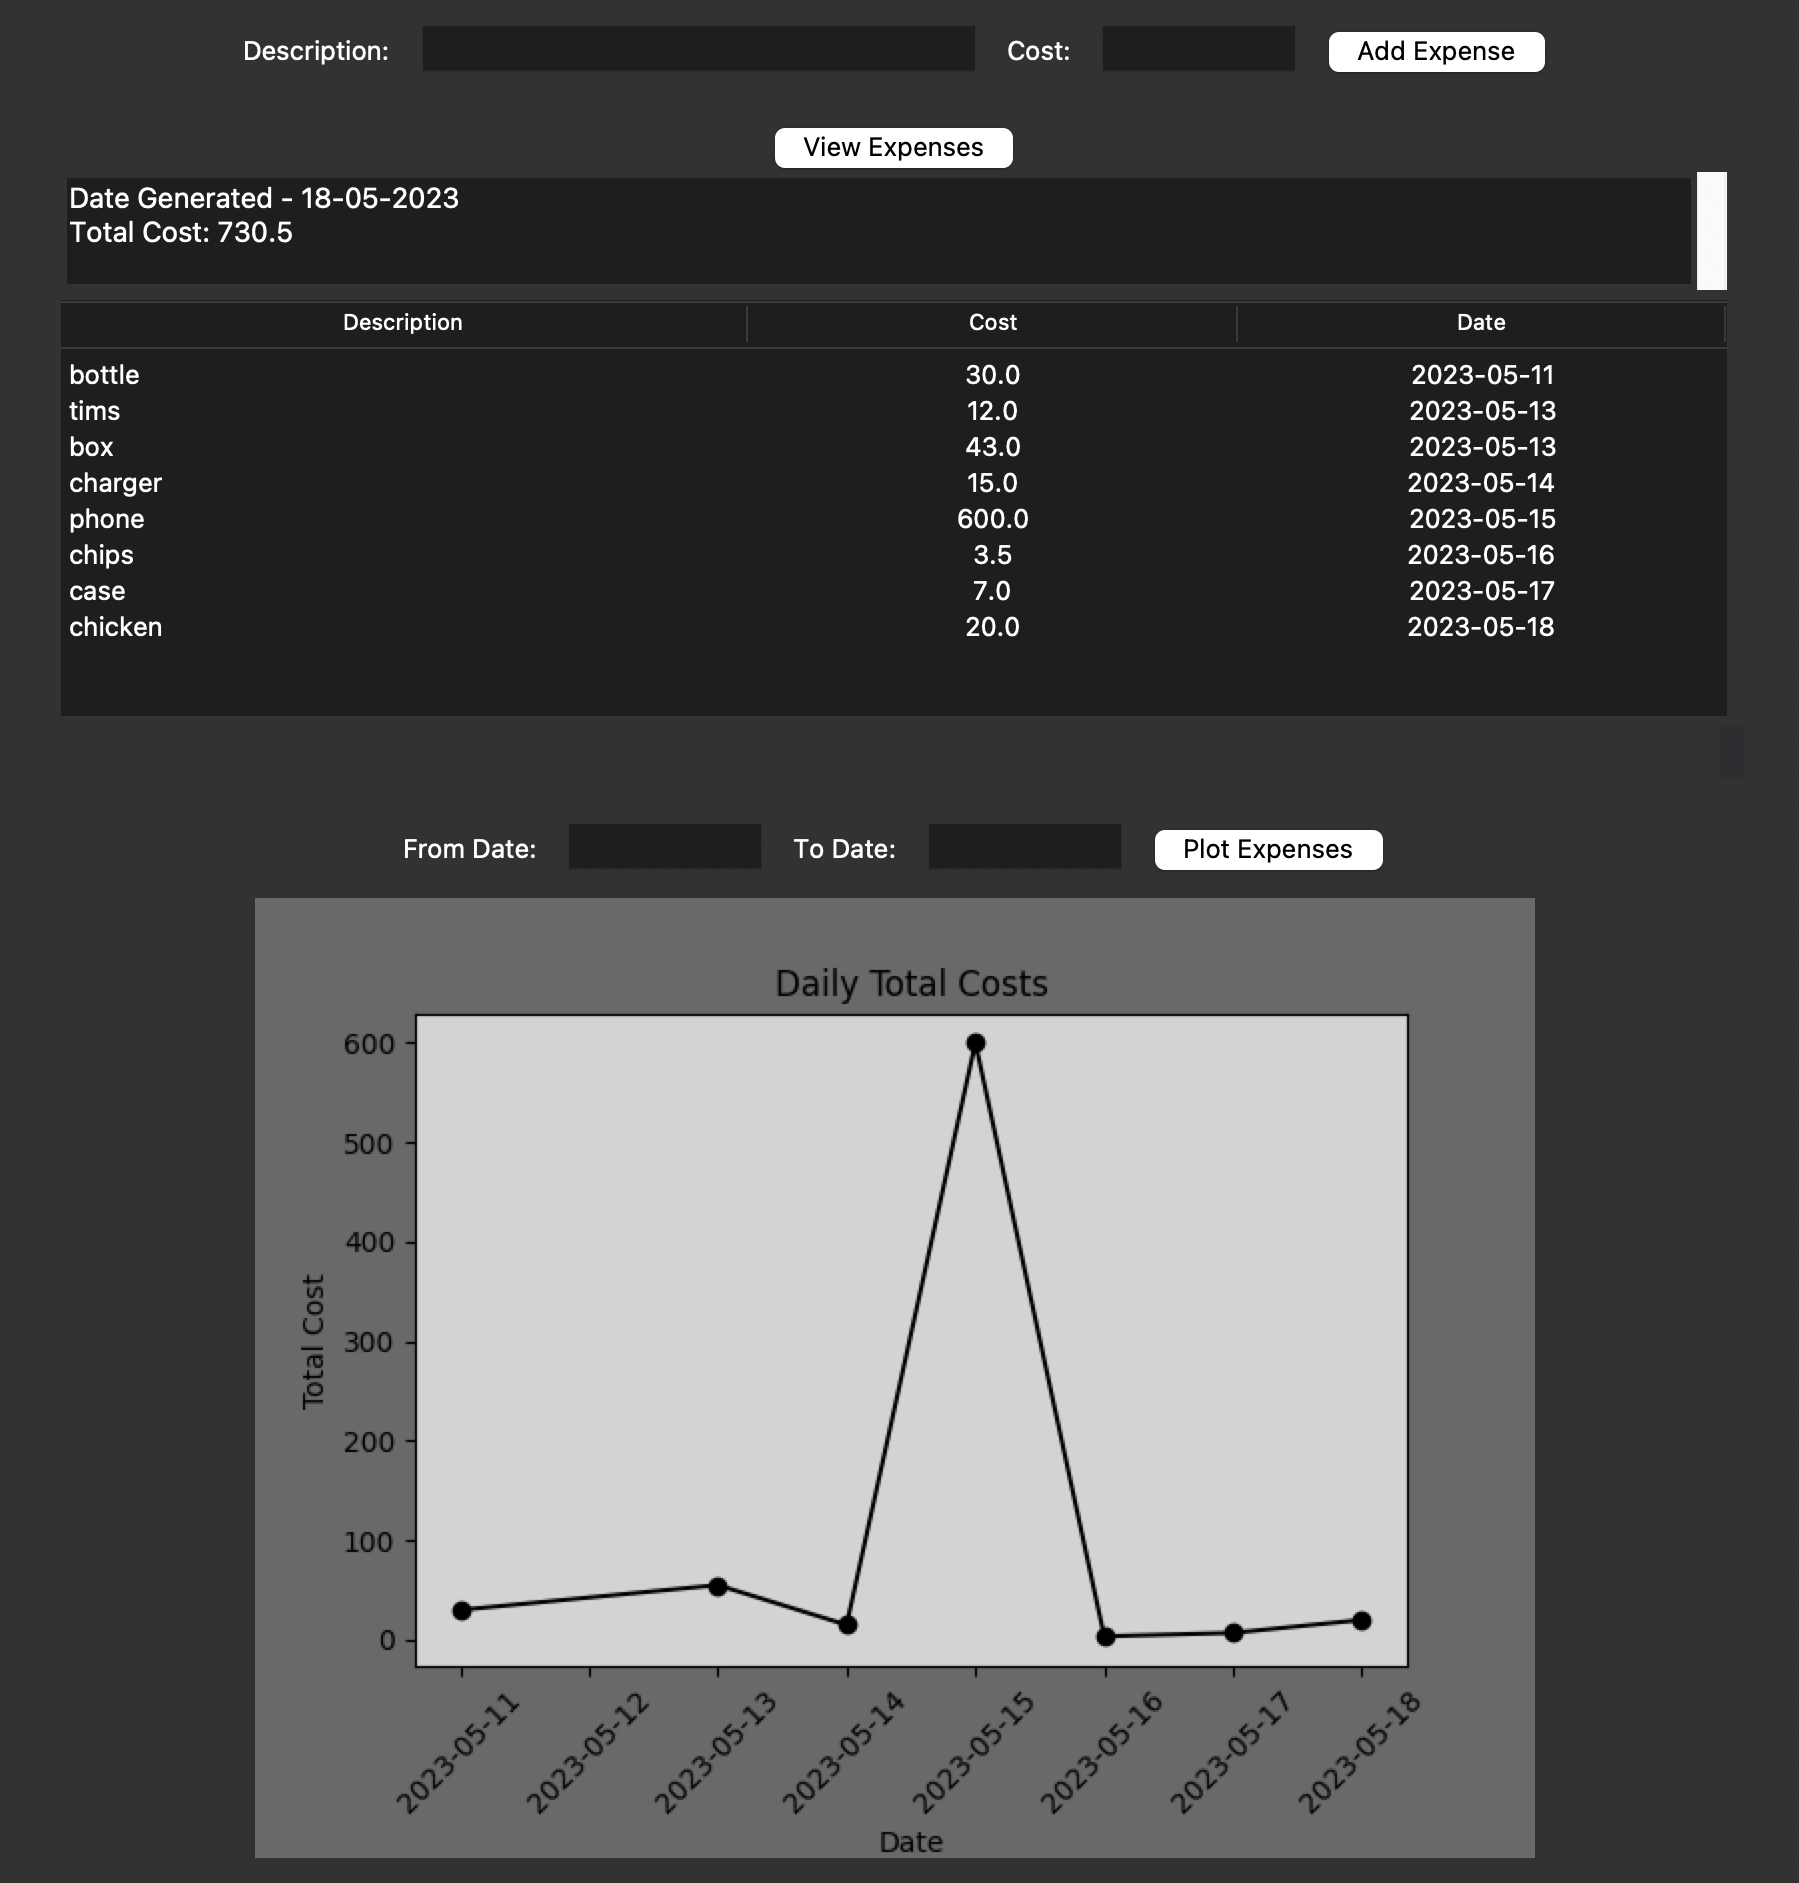 Description: Cost: Add Expense
View Expenses
Date Generated - 18-05-2023
Total Cost: 730.5
Description Cost Date
bottle 30.0 2023-05-11
tims 12.0 2023-05-13
box 43.0 2023-05-13
charger 15.0 2023-05-14
phone 600.0 2023-05-15
chips 3.5 2023-05-16
case 7.0 2023-05-17
chicken 20.0 2023-05-18
From Date: To Date: Plot Expenses
Daily Total Costs
600
500
400
300
200
100
0
Total Cost
2023-05-11
2023-05-12
2023-05-13
2023-05-14
2023-05-15
2023-05-16
2023-05-17
2023-05-18
Date